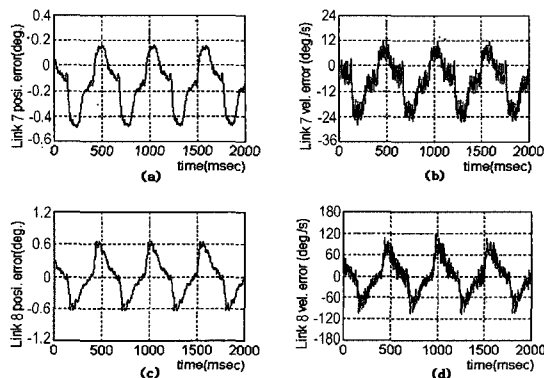 Link 7 posi. error(deg.)
0.4
0.2
0
-0.2
-0.4
-0.6
0 500 1000 1500 2000
time(msec)
(a)
Link 7 vel. error (deg./s)
24
12
0
-12
-24
-36
0 500 1000 1500 2000
time(msec)
(b)
Link 8 posi. error(deg.)
1.2
0.6
0
-0.6
-1.2
0 500 1000 1500 2000
time(msec)
(c)
Link 8 vel. error (deg./s)
180
120
60
0
-60
-120
-180
0 500 1000 1500 2000
time(msec)
(d)